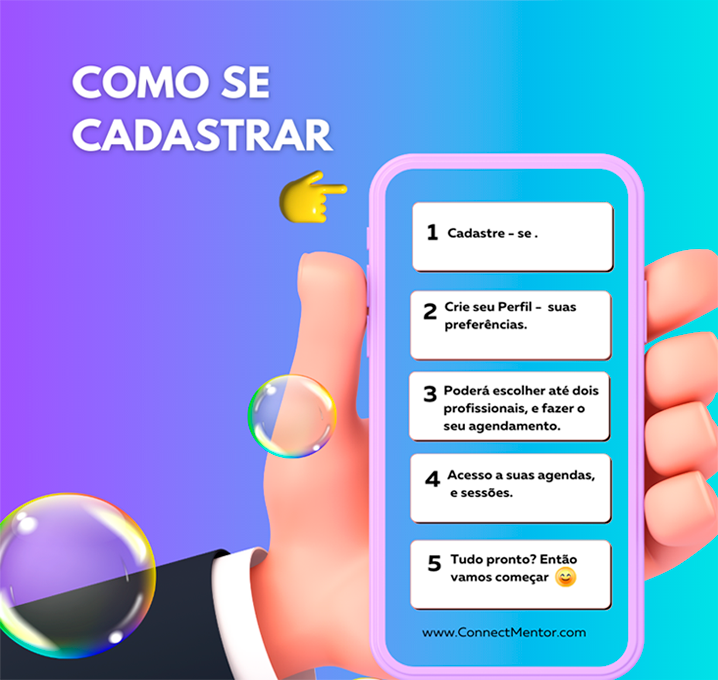 COMO SE
CADASTRAR
1 Cadastre - se .
2 Crie seu Perfil - suas
preferências.
3 Poderá escolher até dois
profissionais, e fazer o
seu agendamento.
4 Acesso a suas agendas,
e sessões.
5 Tudo pronto? Então
vamos começar 😊
www.ConnectMentor.com